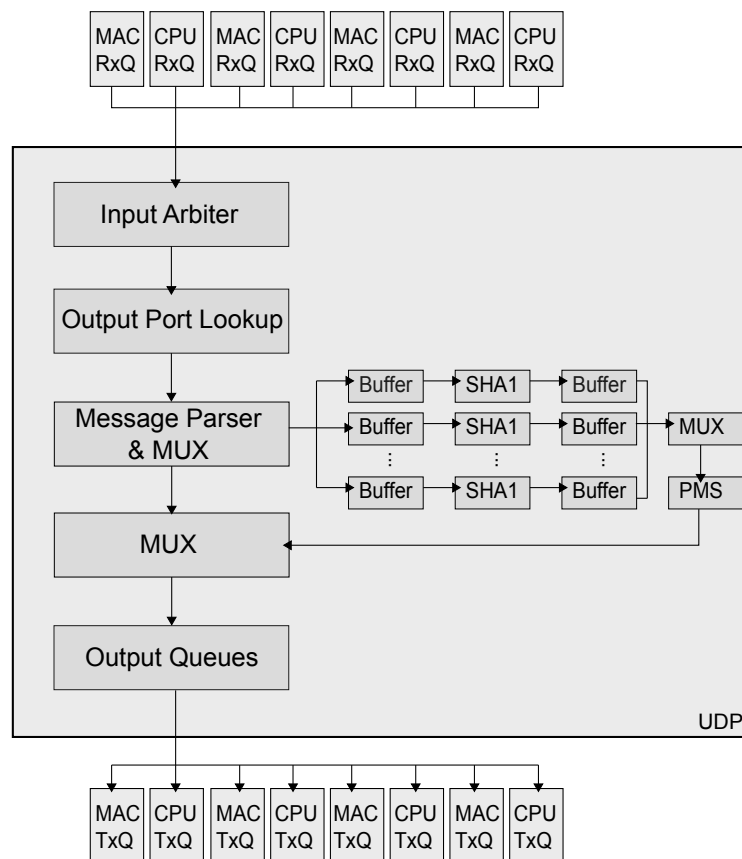 MAC RxQ
CPU RxQ
MAC RxQ
CPU RxQ
MAC RxQ
CPU RxQ
MAC RxQ
CPU RxQ
Input Arbiter
Output Port Lookup
Message Parser
& MUX
Buffer
SHA1
Buffer
Buffer
SHA1
Buffer
MUX
...
...
...
Buffer
SHA1
Buffer
PMS
MUX
Output Queues
UDP
MAC TxQ
CPU TxQ
MAC TxQ
CPU TxQ
MAC TxQ
CPU TxQ
MAC TxQ
CPU TxQ